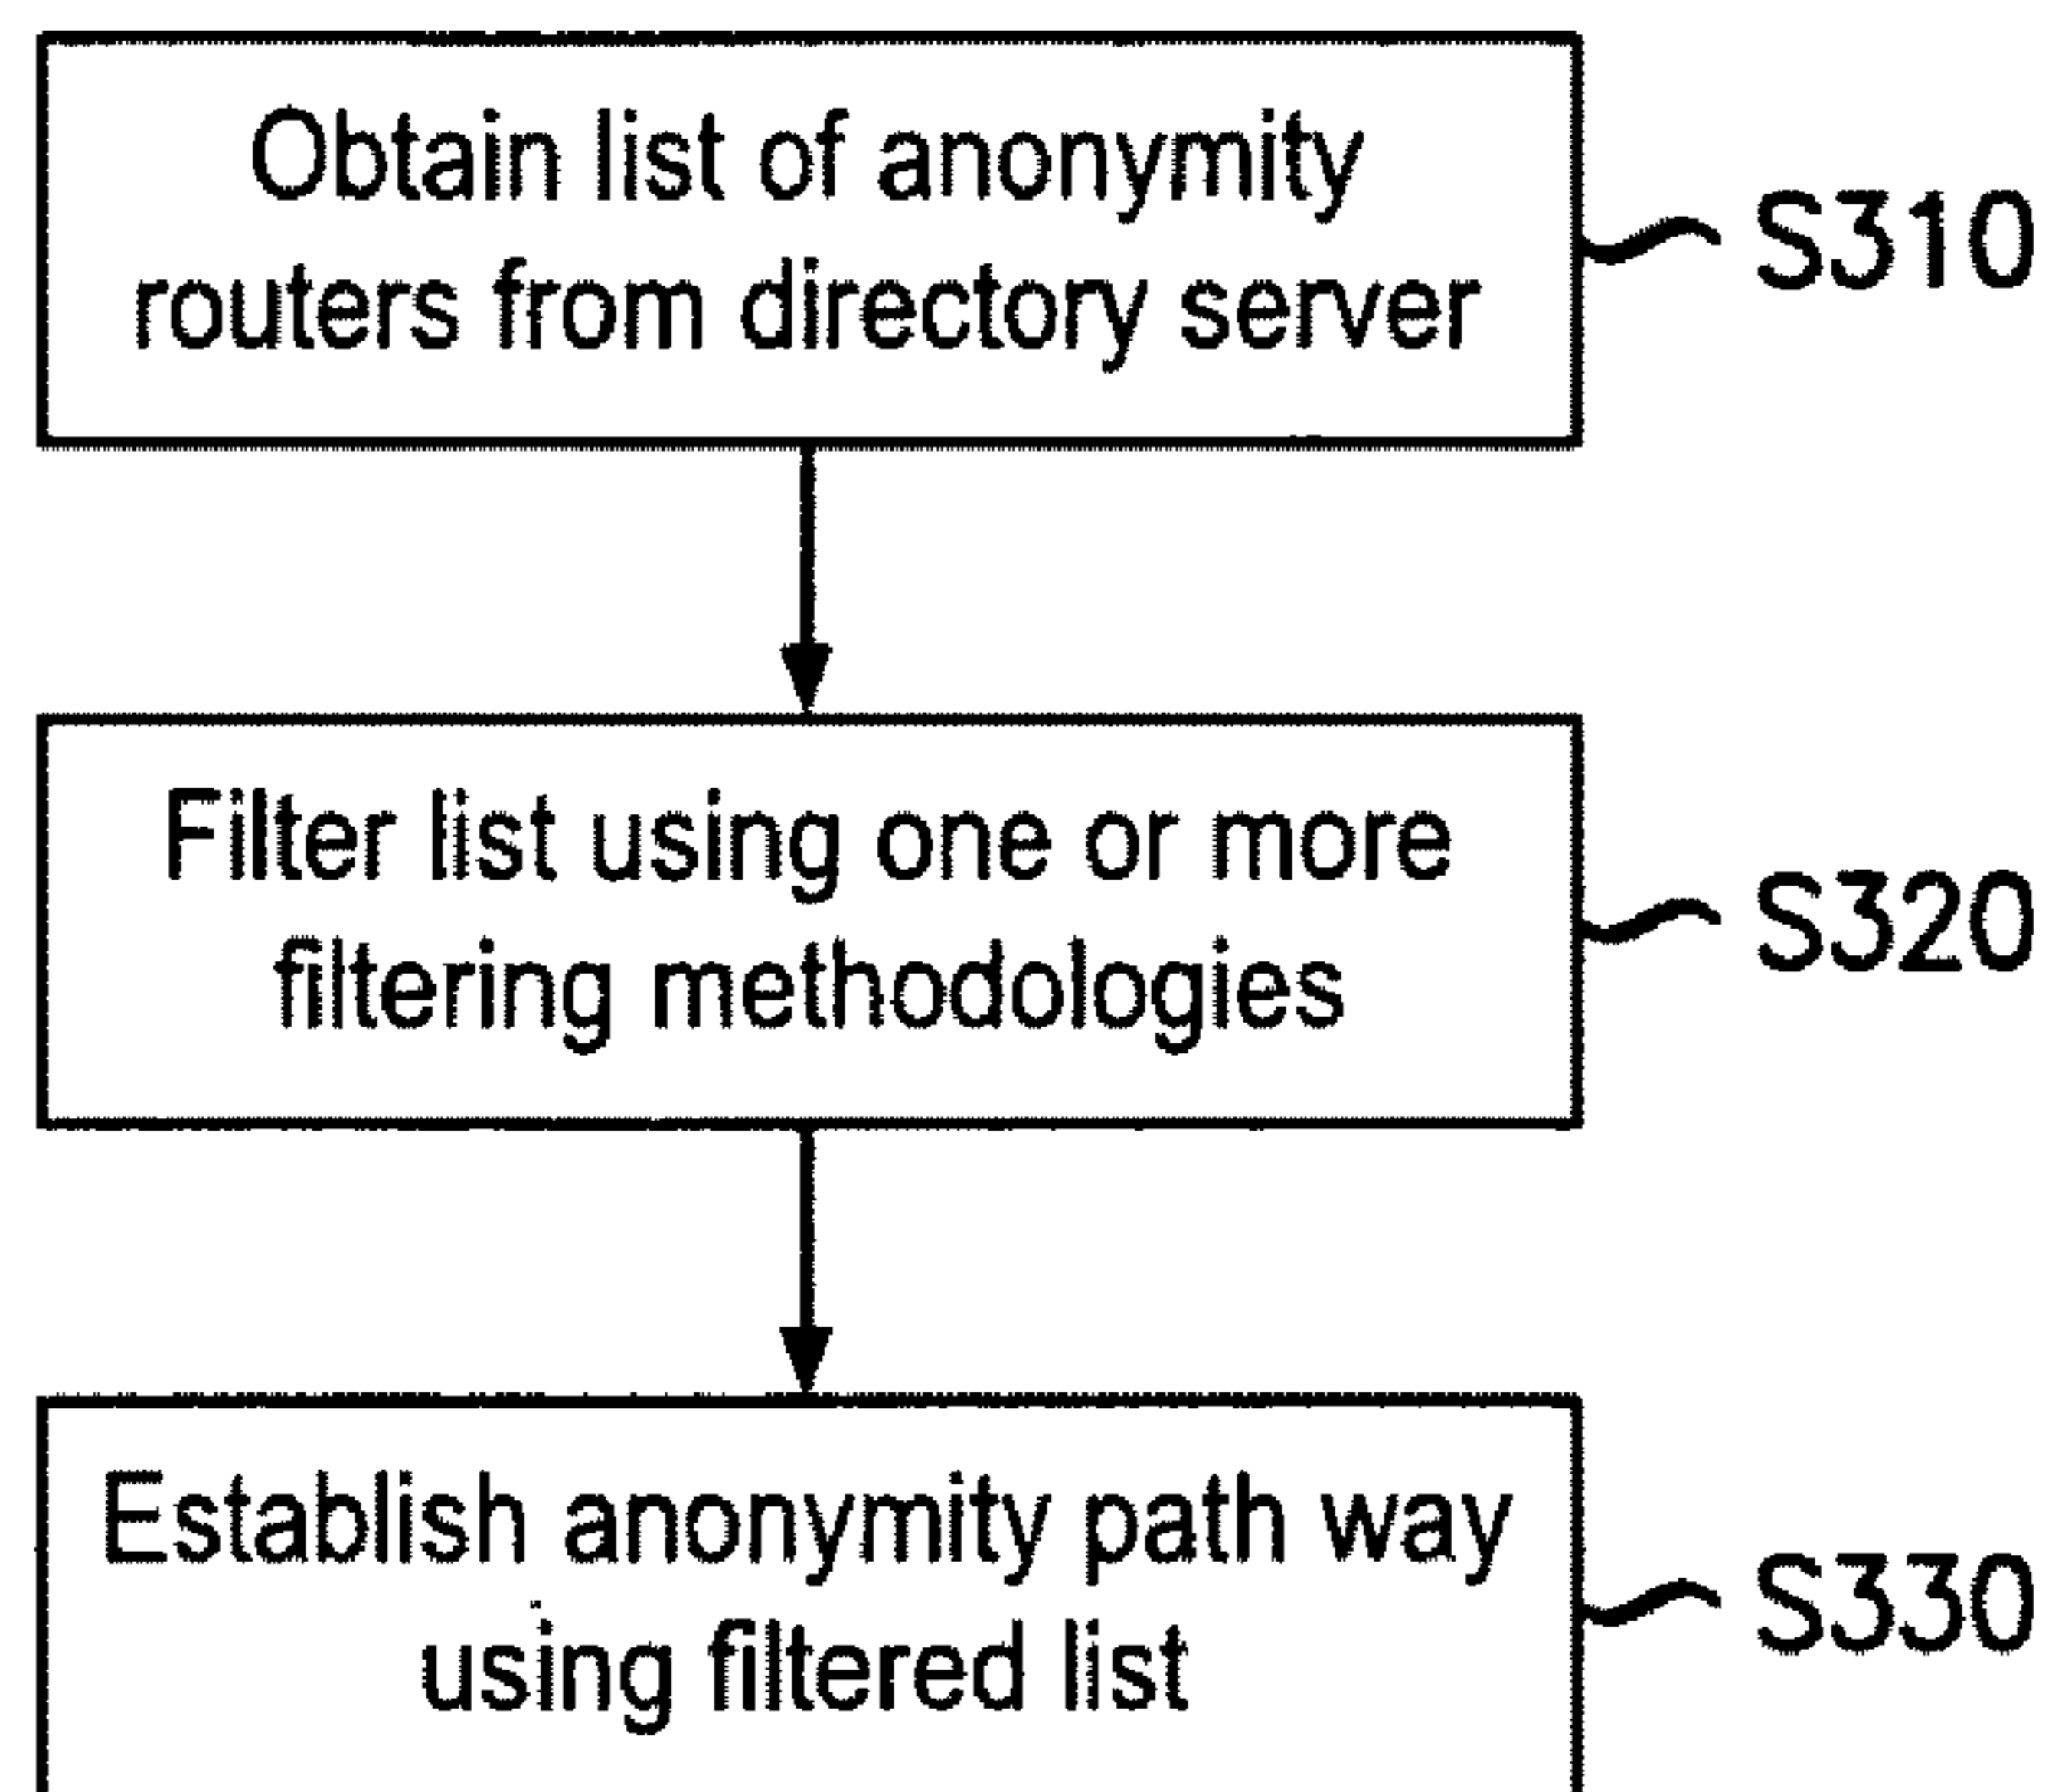 Obtain list of anonymity
routers from directory server
S310
Filter list using one or more
filtering methodologies
S320
Establish anonymity path way
using filtered list
S330